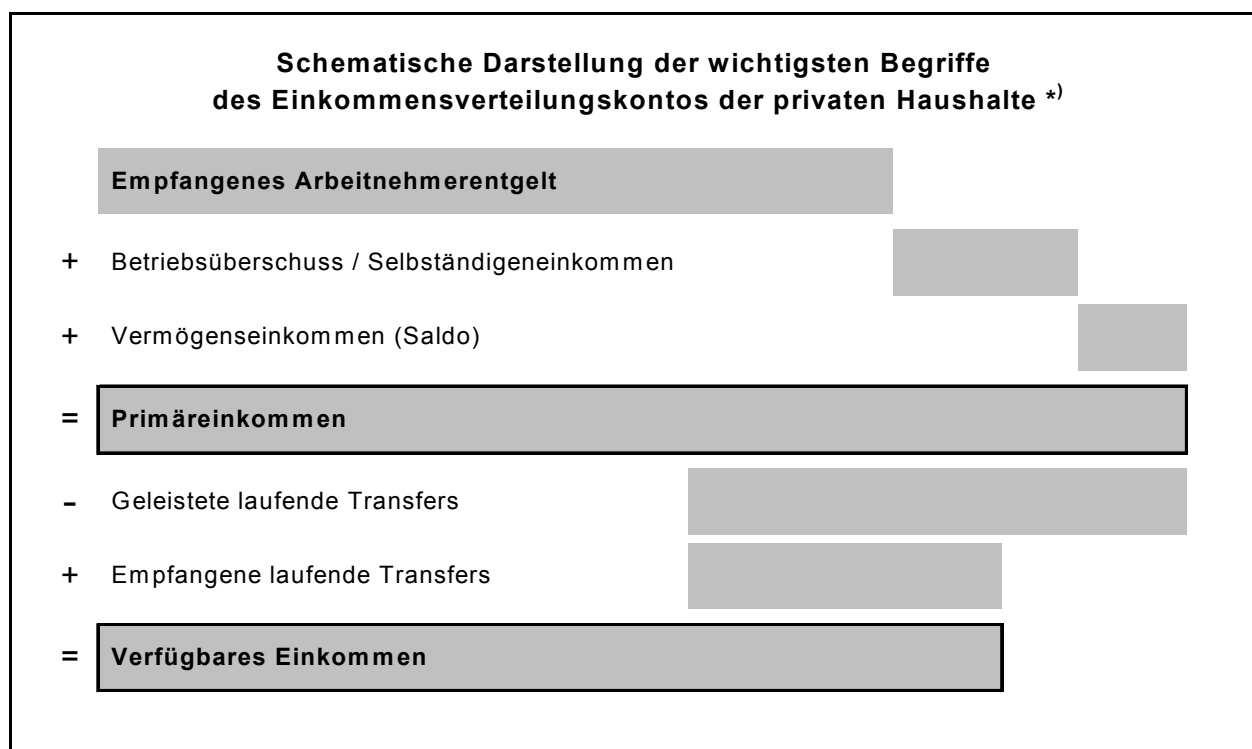 Schematische Darstellung der wichtigsten Begriffe
des Einkommensverteilungskontos der privaten Haushalte *)
Empfangenes Arbeitnehmerentgelt
+ Betriebsüberschuss / Selbständigeneinkommen
+ Vermögenseinkommen (Saldo)
= Primäreinkommen
- Geleistete laufende Transfers
+ Empfangene laufende Transfers
= Verfügbares Einkommen